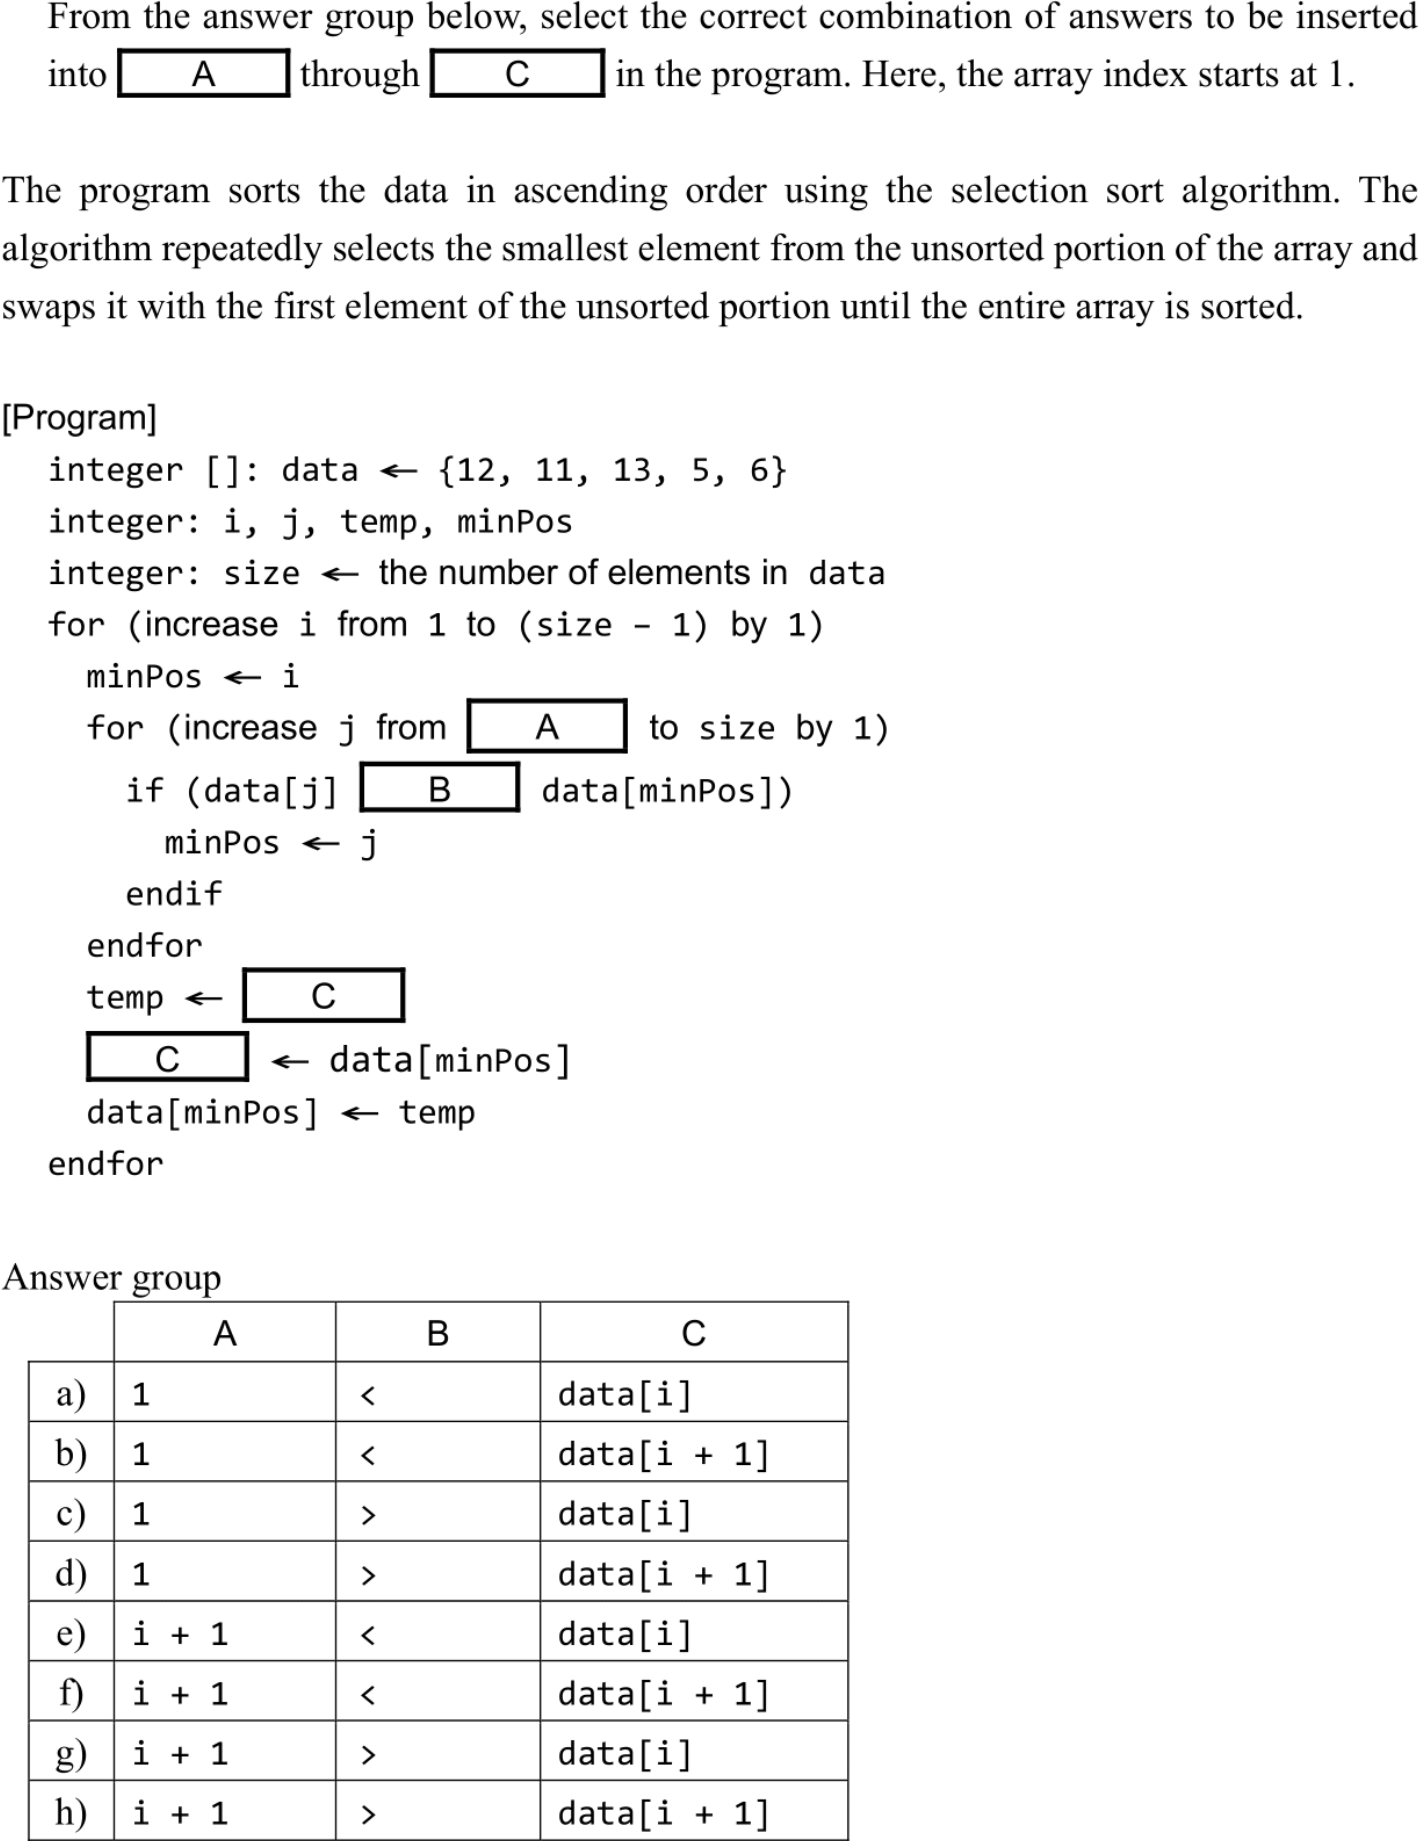 From the answer group below, select the correct combination of answers to be inserted
into A through C in the program. Here, the array index starts at 1.
The program sorts the data in ascending order using the selection sort algorithm. The
algorithm repeatedly selects the smallest element from the unsorted portion of the array and
swaps it with the first element of the unsorted portion until the entire array is sorted.
[Program]
integer []: data ← {12, 11, 13, 5, 6}
integer: i, j, temp, minPos
integer: size ← the number of elements in data
for (increase i from 1 to (size – 1) by 1)
minPos ← i
for (increase j from A to size by 1)
if (data[j] B data[minPos])
minPos ← j
endif
endfor
temp ← C
C ← data[minPos]
data[minPos] ← temp
endfor
Answer group
A B C
a) 1 < data[i]
b) 1 < data[i + 1]
c) 1 > data[i]
d) 1 > data[i + 1]
e) i + 1 < data[i]
f) i + 1 < data[i + 1]
g) i + 1 > data[i]
h) i + 1 > data[i + 1]